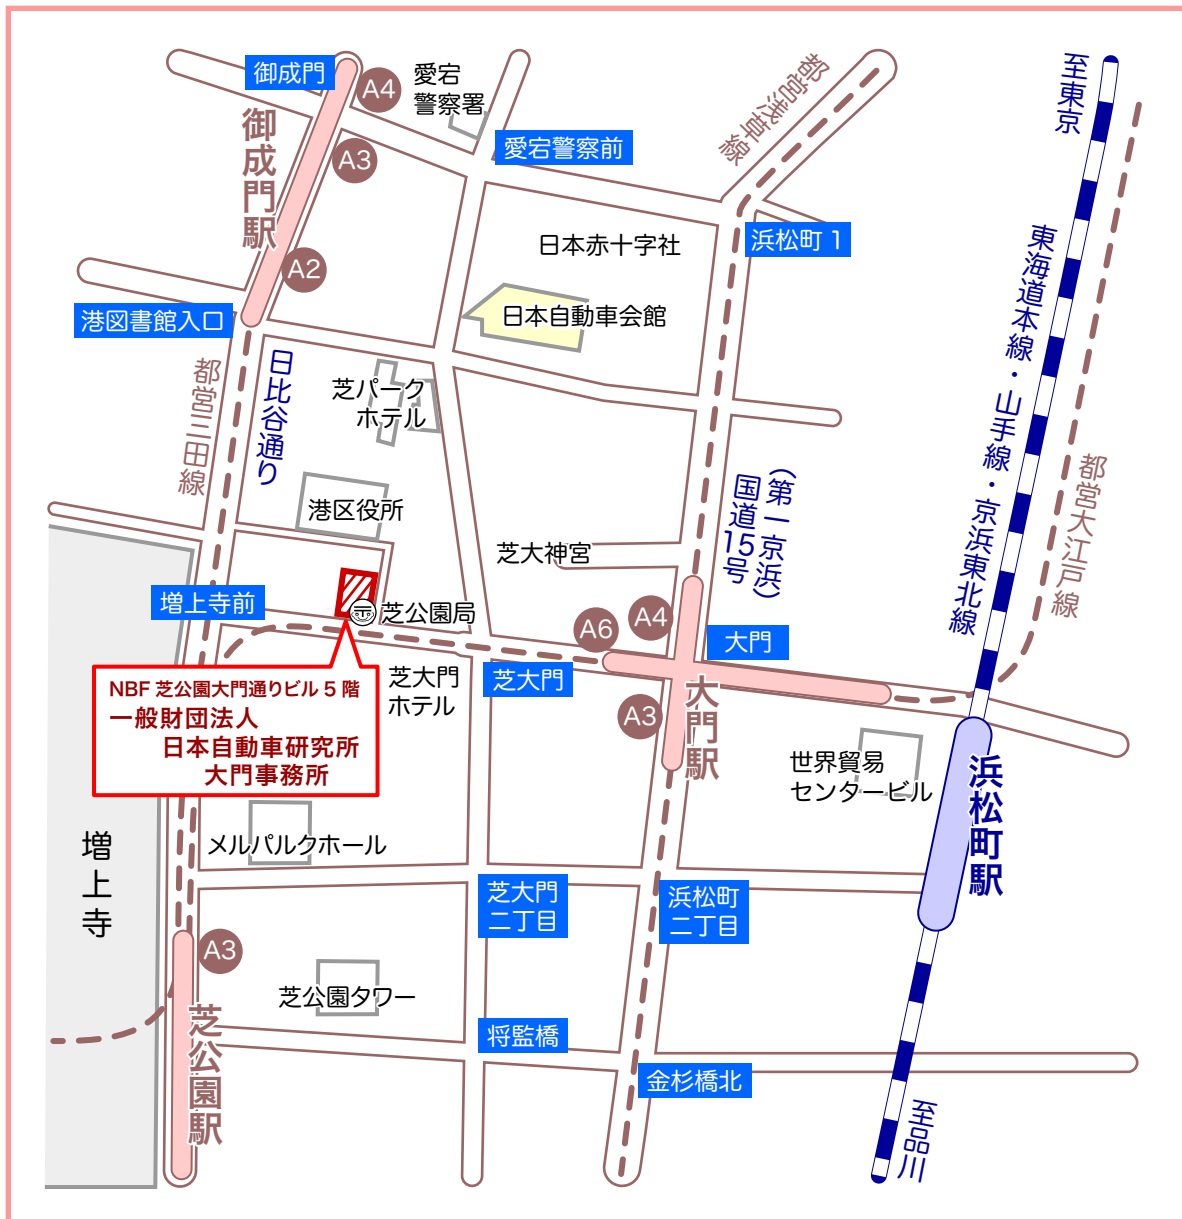 御成門
A4
愛宕
警察署
都営浅草線
至東京
御成門駅
A3
愛宕警察前
A2
日本赤十字社
浜松町1
東海道本線・山手線・京浜東北線
港図書館入口
日本自動車会館
都営三田線
日比谷通り
芝パーク
ホテル
(第一京浜)
国道15号
都営大江戸線
港区役所
芝大神宮
増上寺前
芝公園局
A6
A4
大門
芝大門
ホテル
芝大門
A3
大門駅
NBF 芝公園大門通りビル 5 階
一般財団法人
日本自動車研究所
大門事務所
世界貿易
センタービル
浜松町駅
増上寺
メルパルクホール
芝大門
二丁目
浜松町
二丁目
A3
芝公園タワー
芝公園駅
将監橋
金杉橋北
至品川